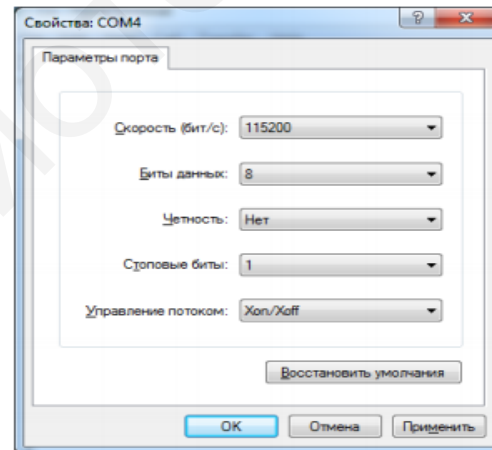 Свойства: COM4
Параметры порта
Скорость (бит/с): 115200
Биты данных: 8
Четность: Нет
Стоповые биты: 1
Управление потоком: Xon/Xoff
Восстановить умолчания
OK Отмена Применить